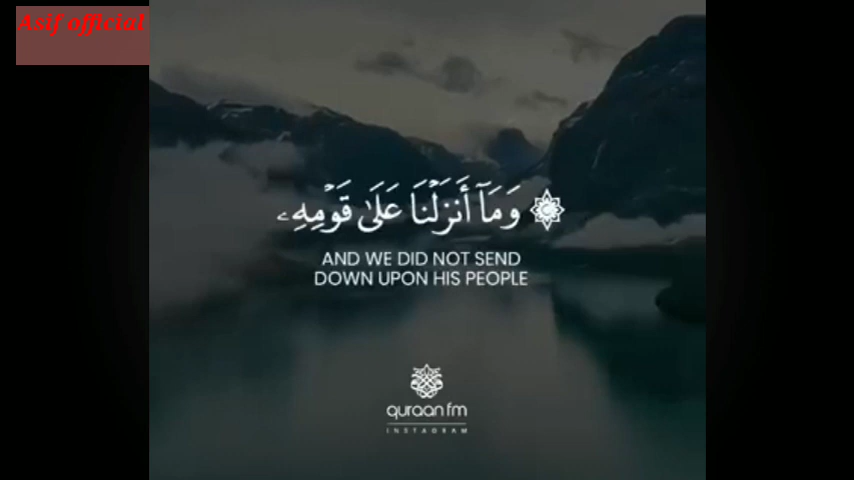 Asif official
۞ وَمَآ أَنزَلۡنَا عَلَىٰ قَوۡمِهِۦ
AND WE DID NOT SEND
DOWN UPON HIS PEOPLE
quraan fm
INSTAGRAM